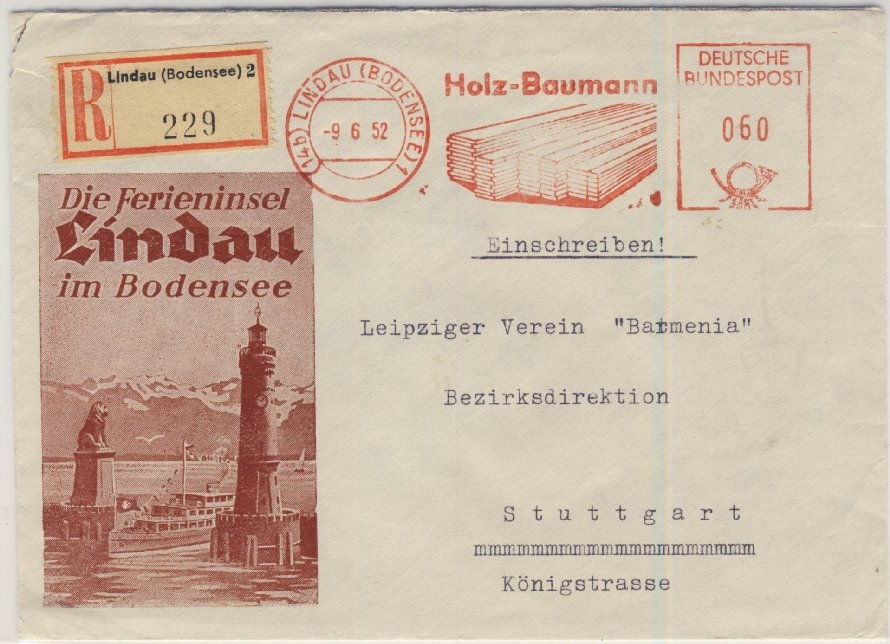 R
Lindau (Bodensee) 2
229
(14b) LINDAU (BODENSEE) 1
-9 6 52
Holz-Baumann
DEUTSCHE
BUNDESPOST
060
Die Ferieninsel
Lindau
im Bodensee
Einschreiben!
Leipziger Verein "Barmenia"
Bezirksdirektion
Stuttgart
mmmmmmmmmmmmmmmmmmmm
Königstrasse